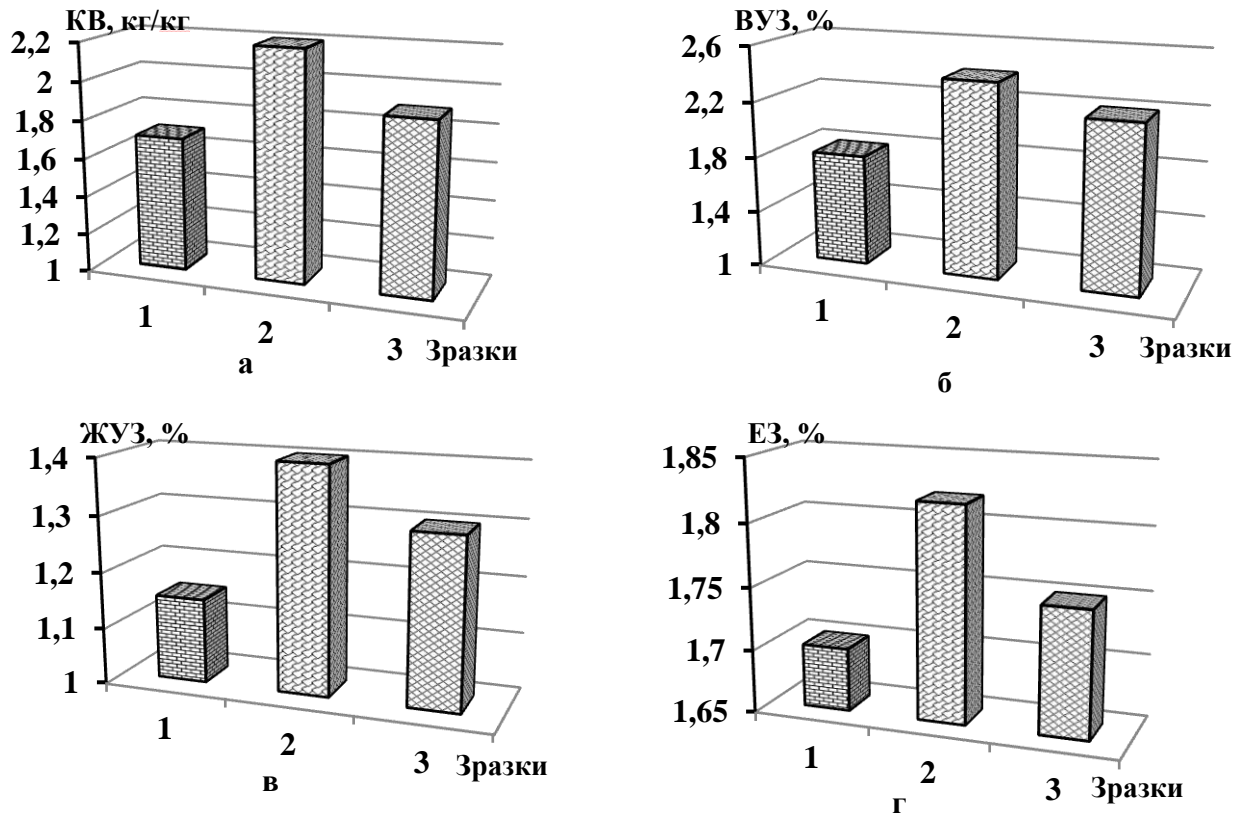 КВ, кг/кг
2,2
2
1,8
1,6
1,4
1,2
1
1
2
3 Зразки
а
ВУЗ, %
2,6
2,2
1,8
1,4
1
1
2
3 Зразки
б
ЖУЗ, %
1,4
1,3
1,2
1,1
1
1
2
3 Зразки
в
ЕЗ, %
1,85
1,8
1,75
1,7
1,65
1
2
3 Зразки
г